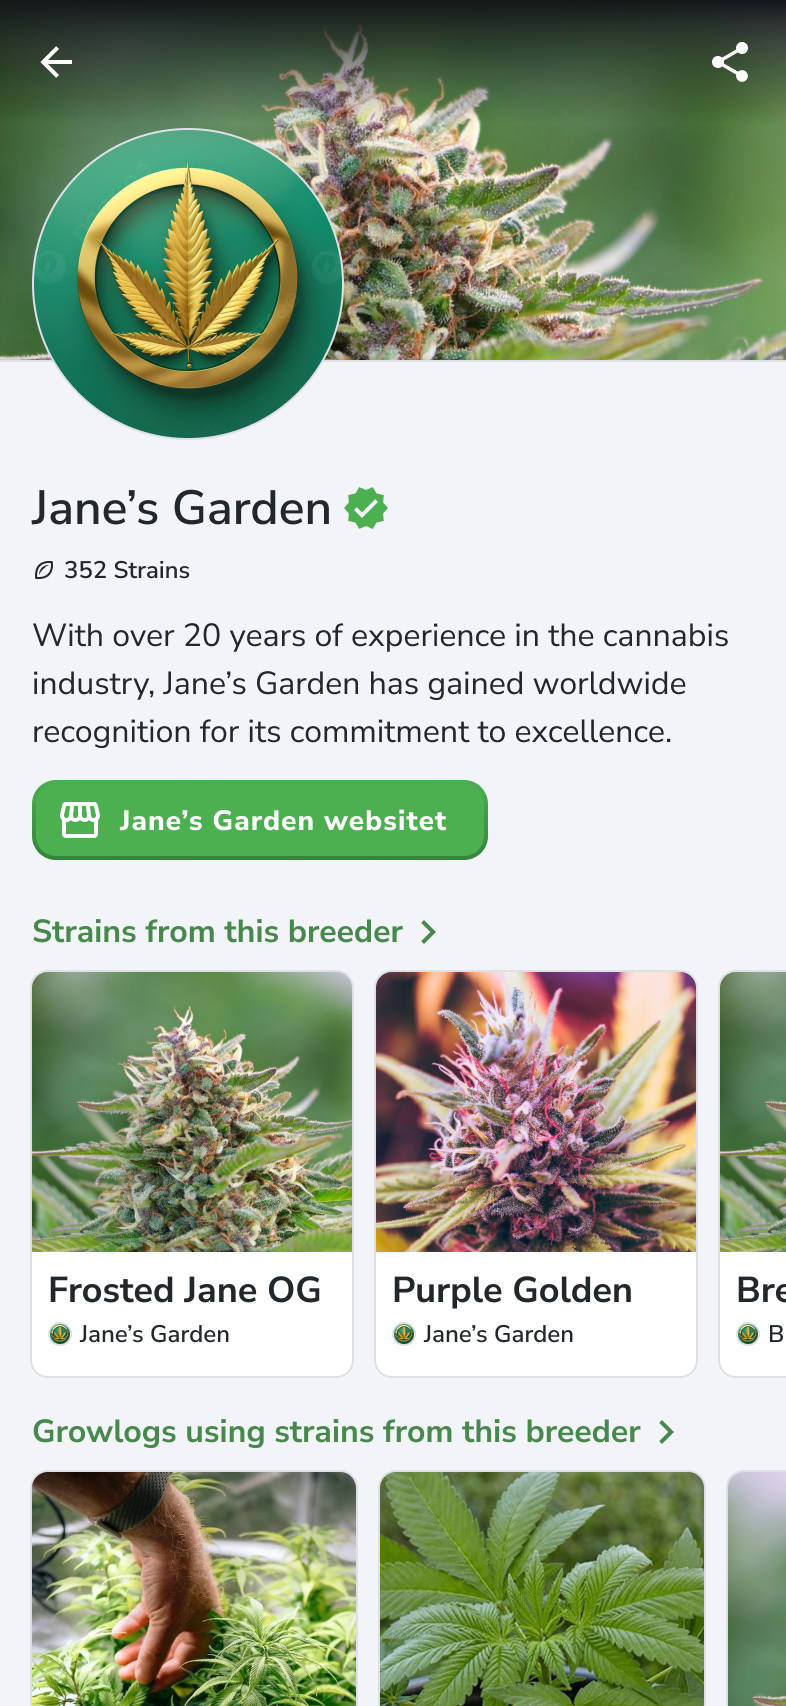 Jane’s Garden
352 Strains
With over 20 years of experience in the cannabis
industry, Jane’s Garden has gained worldwide
recognition for its commitment to excellence.
Jane’s Garden websitet
Strains from this breeder
Frosted Jane OG
Jane’s Garden
Purple Golden
Jane’s Garden
Bre
B
Growlogs using strains from this breeder